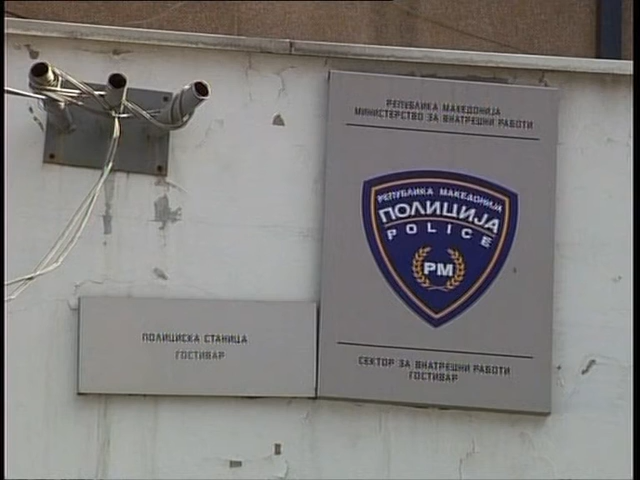 РЕПУБЛИКА МАКЕДОНИЈА
МИНИСТЕРСТВО ЗА ВНАТРЕШНИ РАБОТИ
РЕПУБЛИКА МАКЕДОНИЈА
ПОЛИЦИЈА
POLICE
РМ
СЕКТОР ЗА ВНАТРЕШНИ РАБОТИ
ГОСТИВАР
ПОЛИЦИСКА СТАНИЦА
ГОСТИВАР